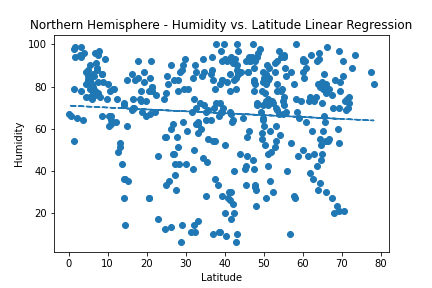 Northern Hemisphere - Humidity vs. Latitude Linear Regression
100
80
60
40
20
Humidity
0 10 20 30 40 50 60 70 80
Latitude